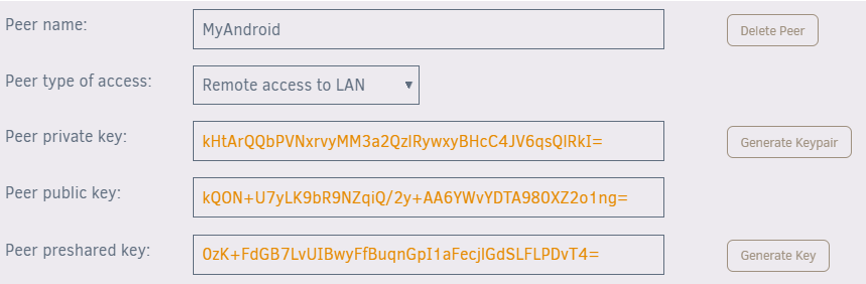 Peer name: MyAndroid Delete Peer
Peer type of access: Remote access to LAN
Peer private key: kHtArQQbPVNxrvyMM3a2QzlRywxyBHcC4JV6qsQlRkI= Generate Keypair
Peer public key: kQON+U7yLK9bR9NZqiQ/2y+AA6YWvYDTA980XZ2o1ng=
Peer preshared key: 0zK+FdGB7LvUIBwyFfBuqnGpI1aFecjlGdSLFLPDvT4= Generate Key